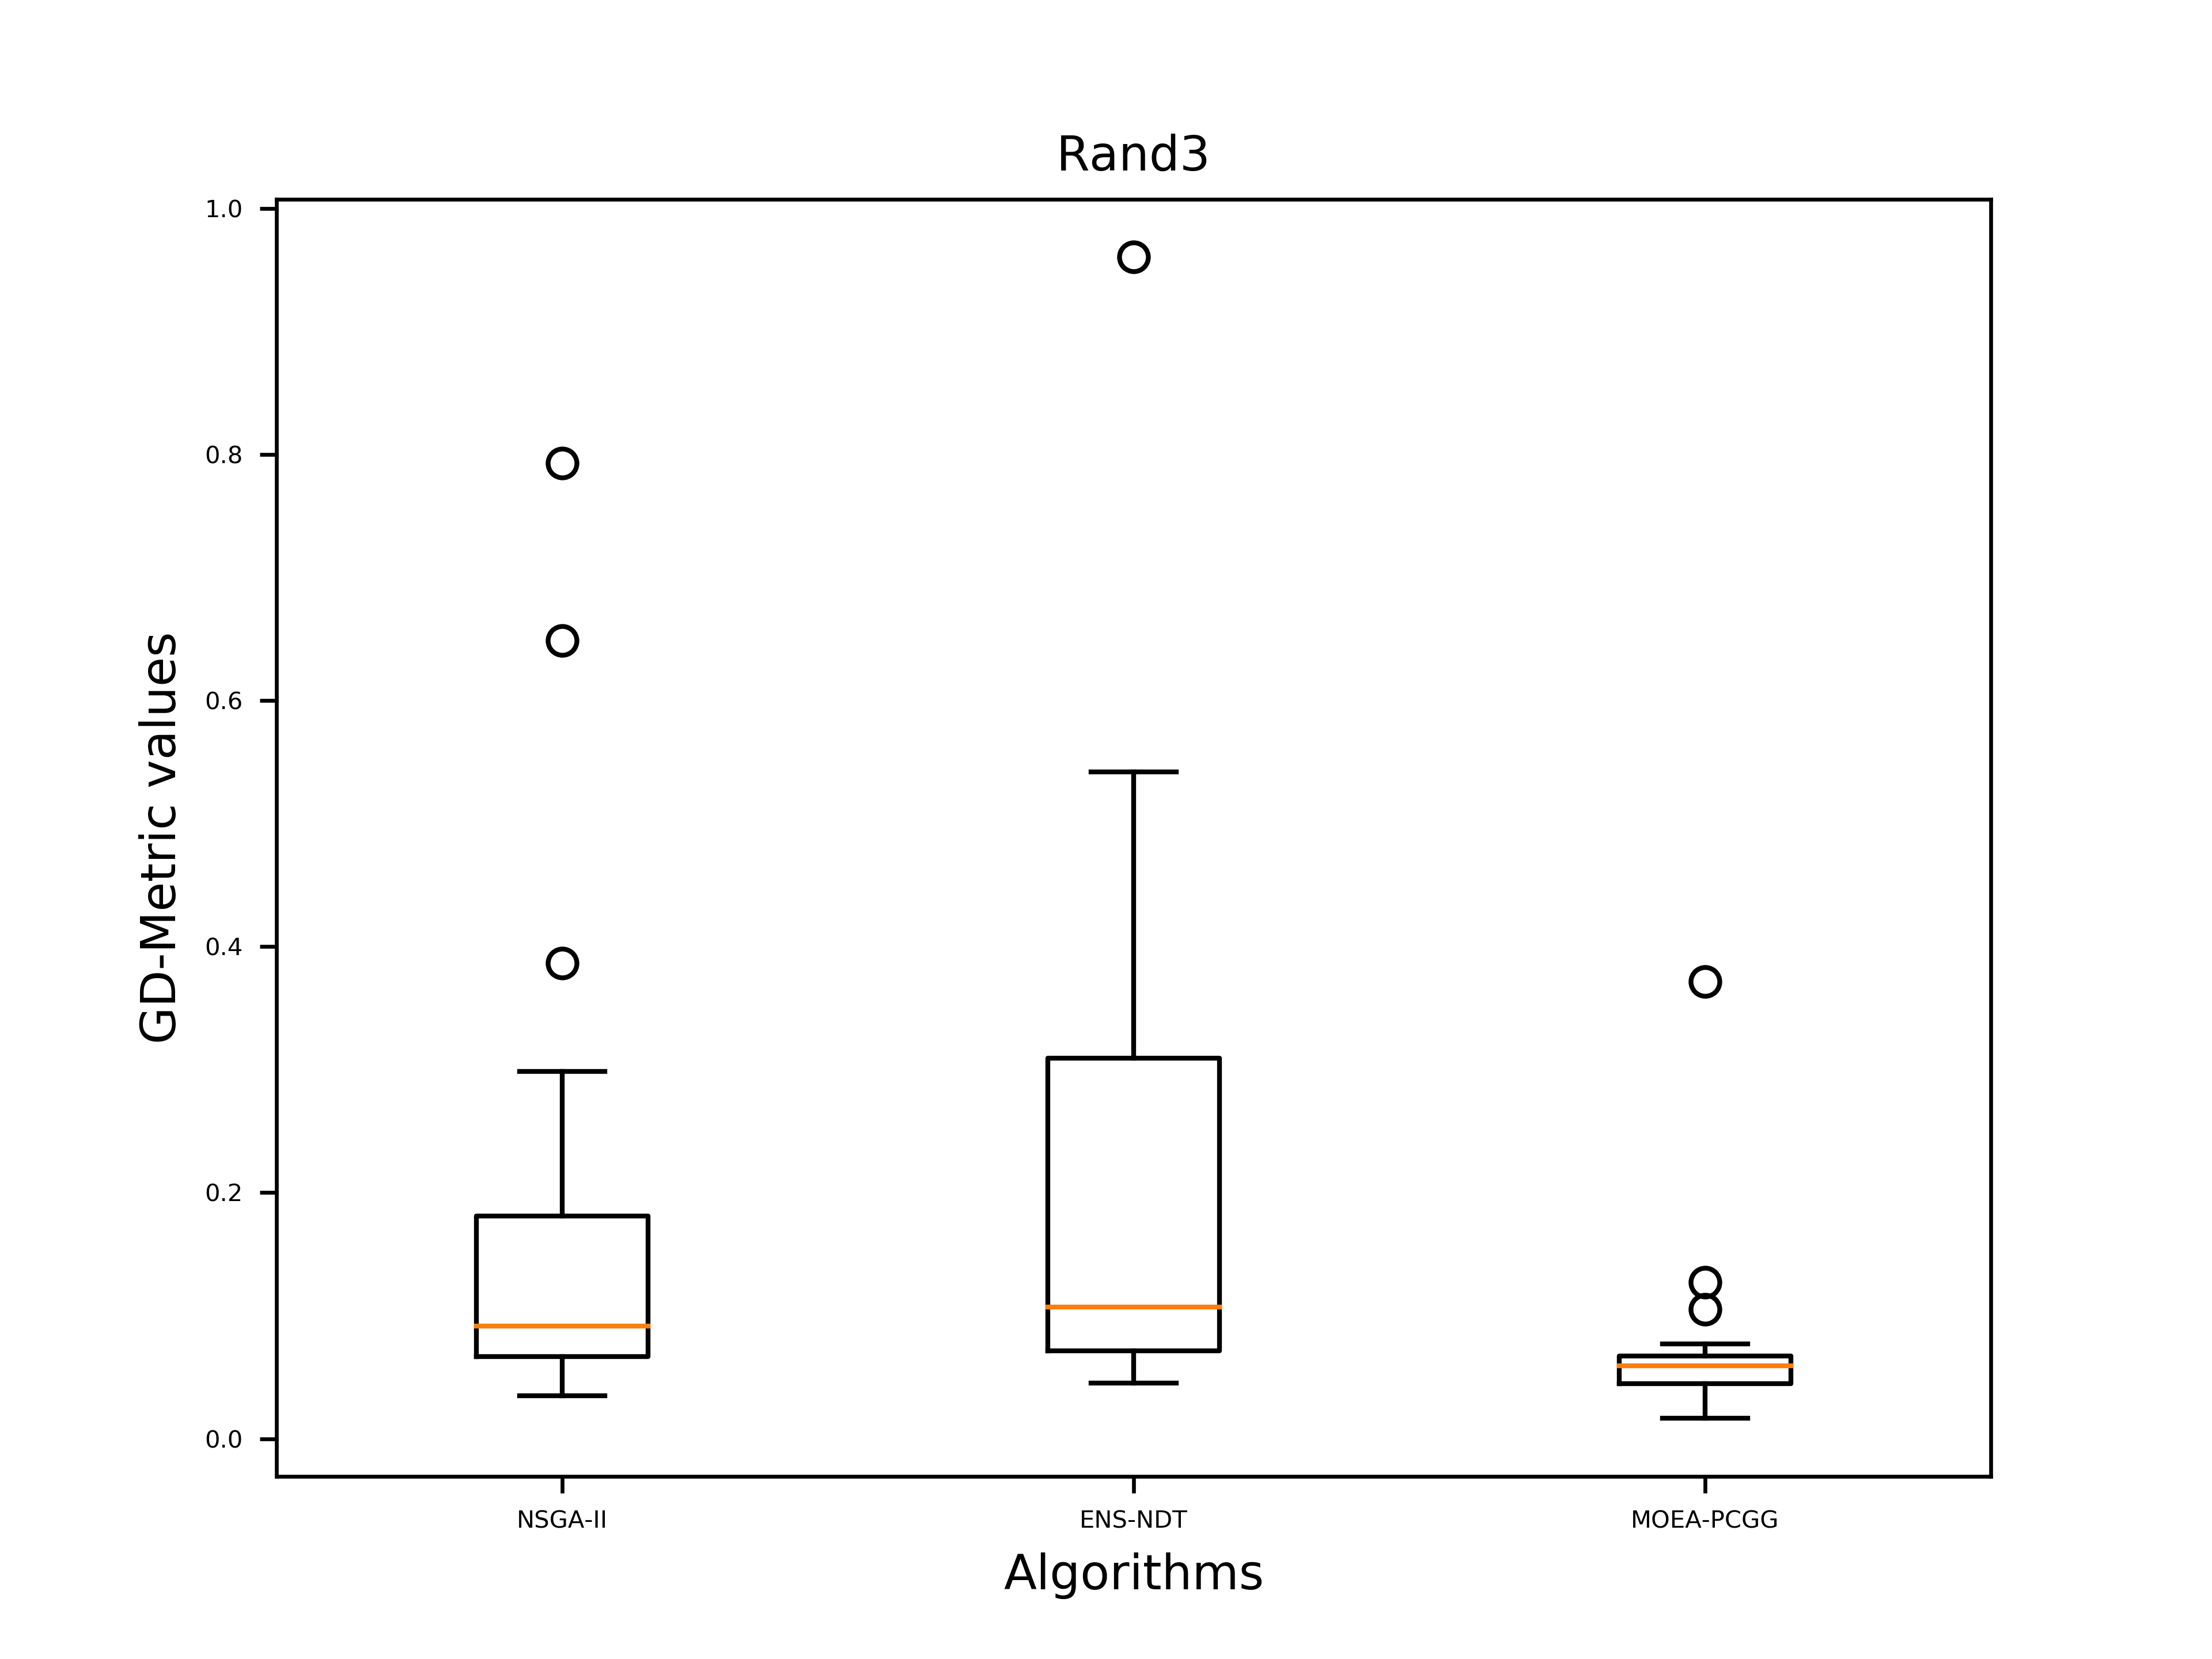 Rand3
1.0
0.8
0.6
0.4
0.2
0.0
GD-Metric values
NSGA-II
ENS-NDT
MOEA-PCGG
Algorithms